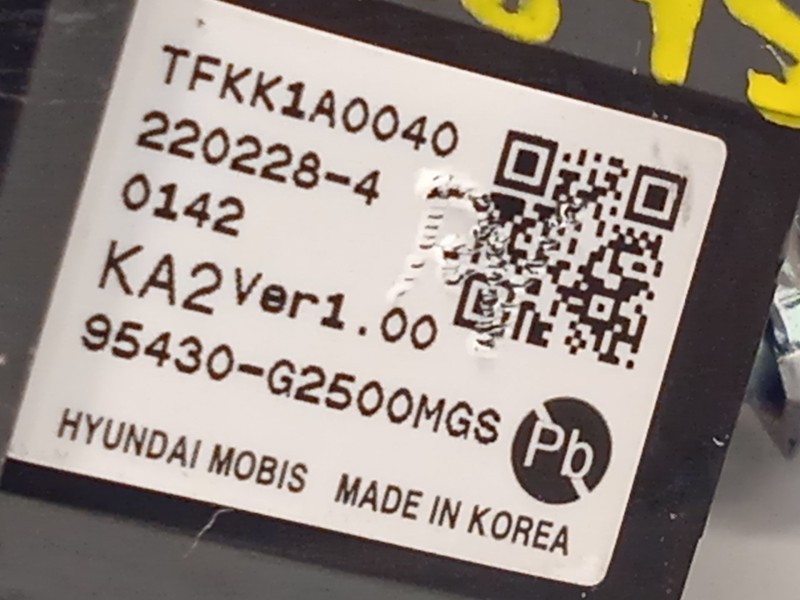 TFKK1A0040
220228-4
0142
KA2Ver1.00
95430-G2500MGS
Pb
HYUNDAI MOBIS MADE IN KOREA